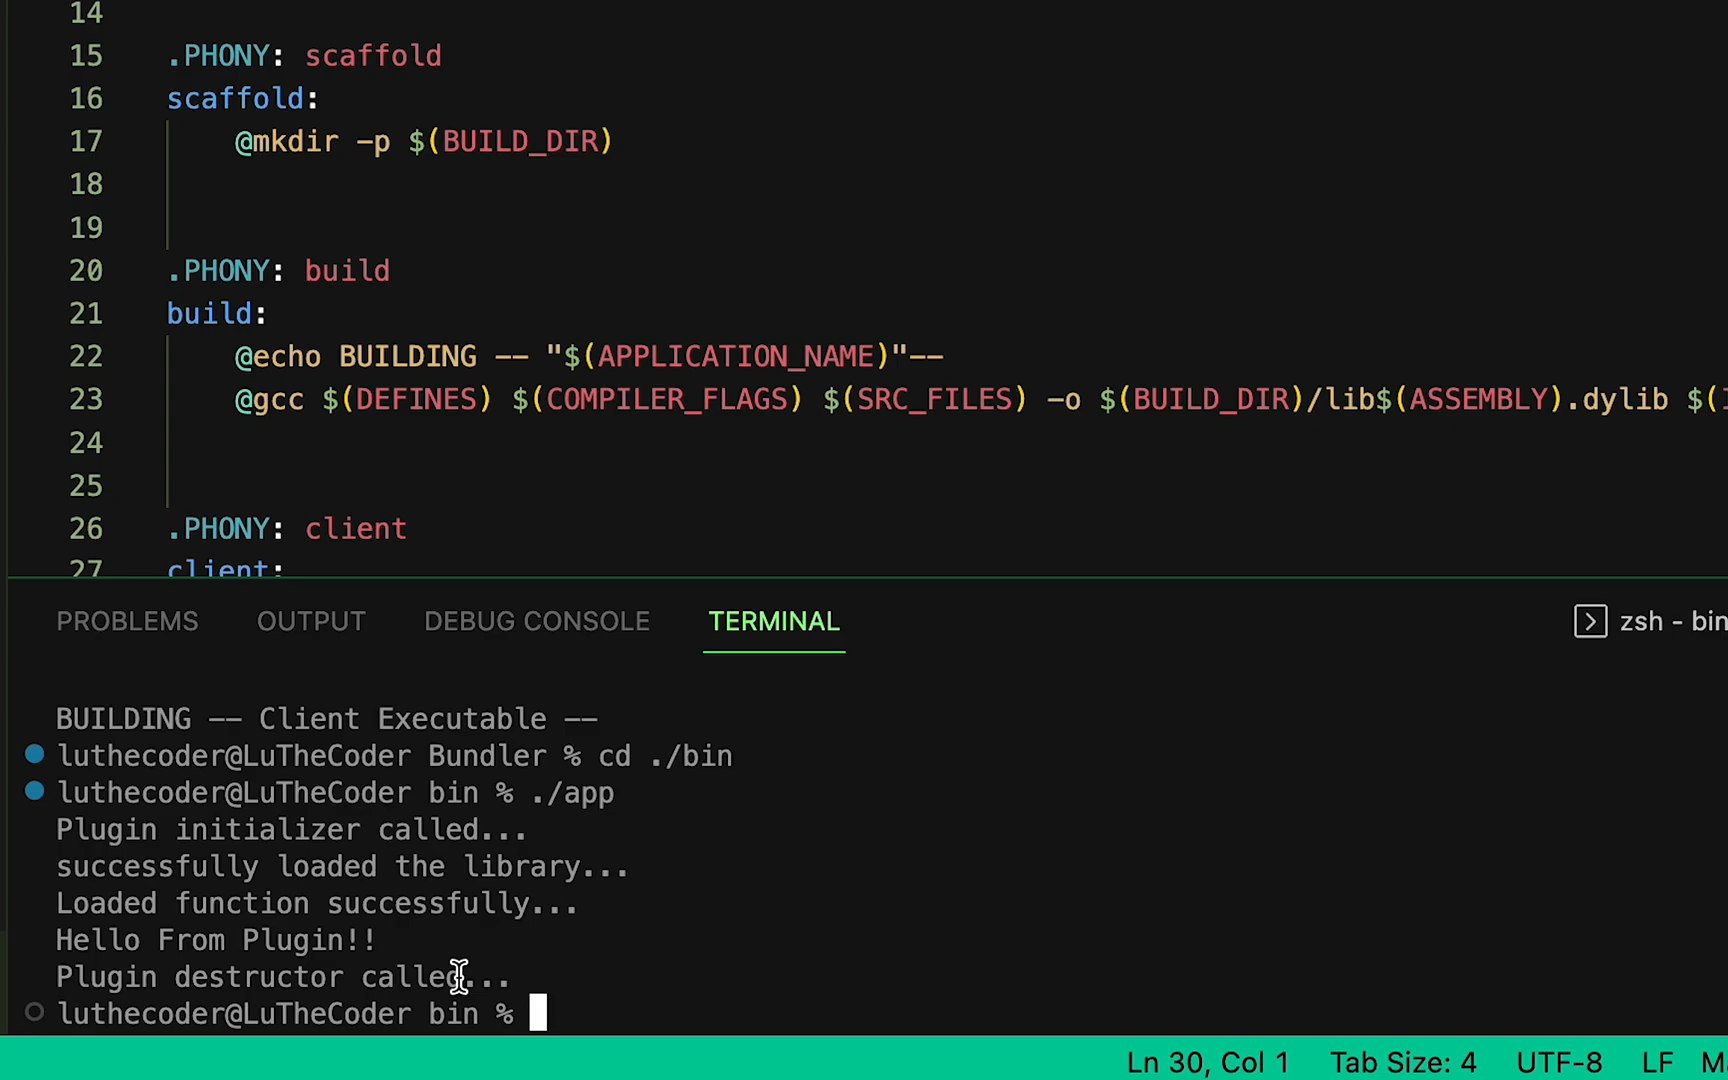 14
15 .PHONY: scaffold
16 scaffold:
17 @mkdir -p $(BUILD_DIR)
18
19
20 .PHONY: build
21 build:
22 @echo BUILDING -- "$(APPLICATION_NAME)"--
23 @gcc $(DEFINES) $(COMPILER_FLAGS) $(SRC_FILES) -o $(BUILD_DIR)/lib$(ASSEMBLY).dylib $(
24
25
26 .PHONY: client
27 client:
PROBLEMS OUTPUT DEBUG CONSOLE TERMINAL zsh - bin
BUILDING -- Client Executable --
luthecoder@LuTheCoder Bundler % cd ./bin
luthecoder@LuTheCoder bin % ./app
Plugin initializer called...
successfully loaded the library...
Loaded function successfully...
Hello From Plugin!!
Plugin destructor called...
luthecoder@LuTheCoder bin %
Ln 30, Col 1 Tab Size: 4 UTF-8 LF